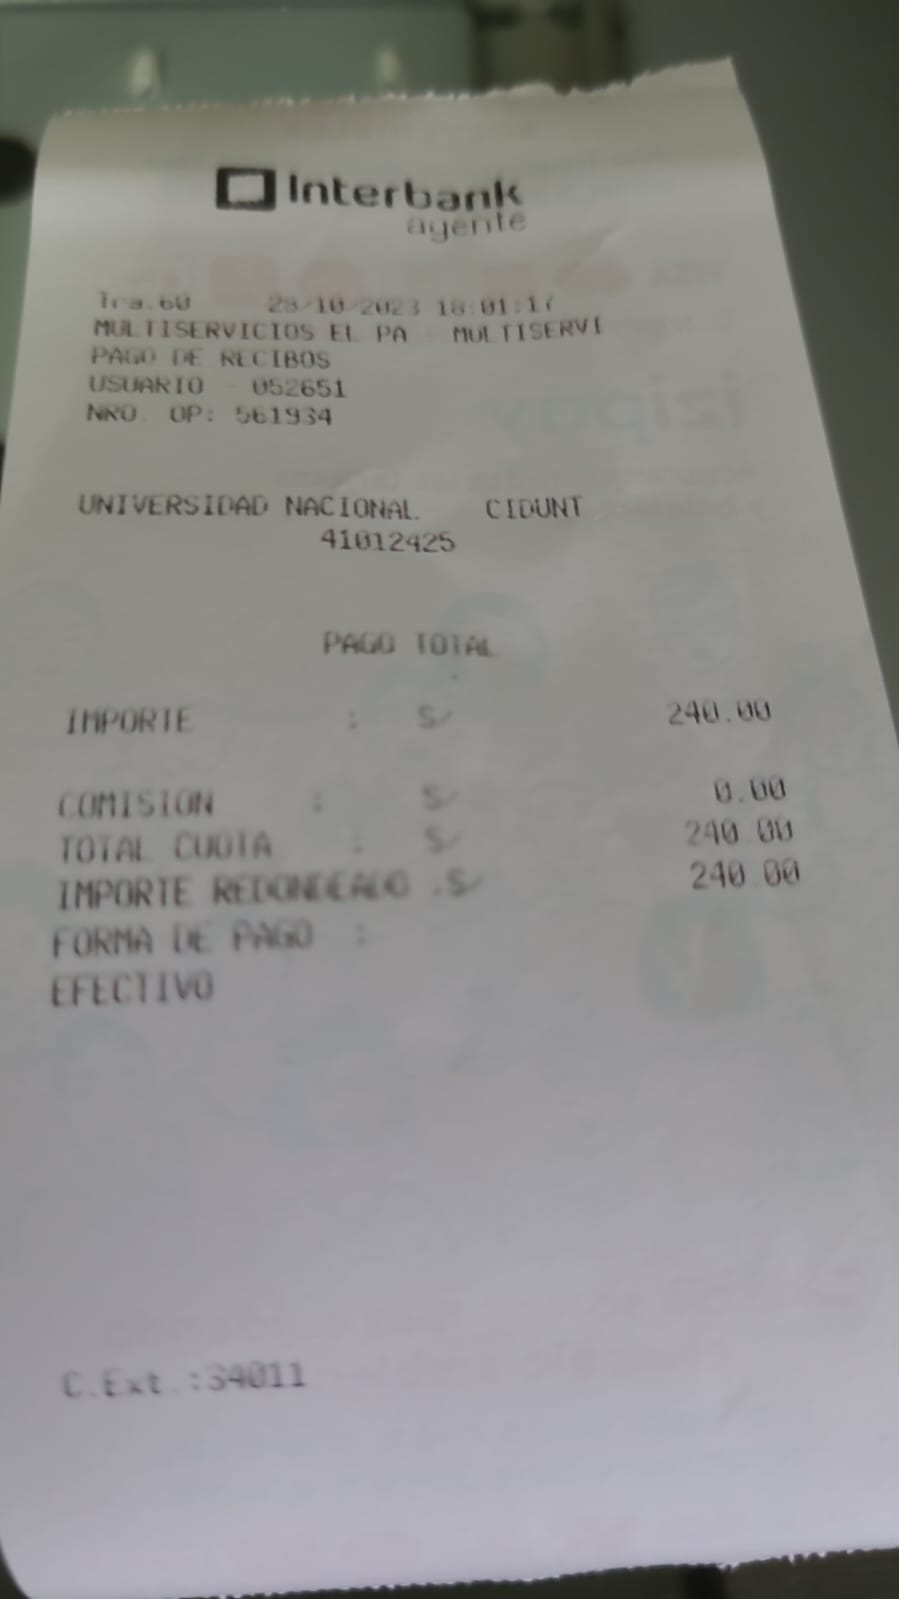 Interbank
agente
Tra.60 28/10/2023 18:01:17
MULTISERVICIOS EL PA - MULTISERVI
PAGO DE RECIBOS
USUARIO - 052651
NRO. OP: 561934
UNIVERSIDAD NACIONAL CIDUNT
41012425
PAGO TOTAL
IMPORTE : S/ 240.00
COMISION : S/ 0.00
TOTAL CUOTA : S/ 240.00
IMPORTE REDONDEADO .S/ 240.00
FORMA DE PAGO :
EFECTIVO
C.Ext.:34011